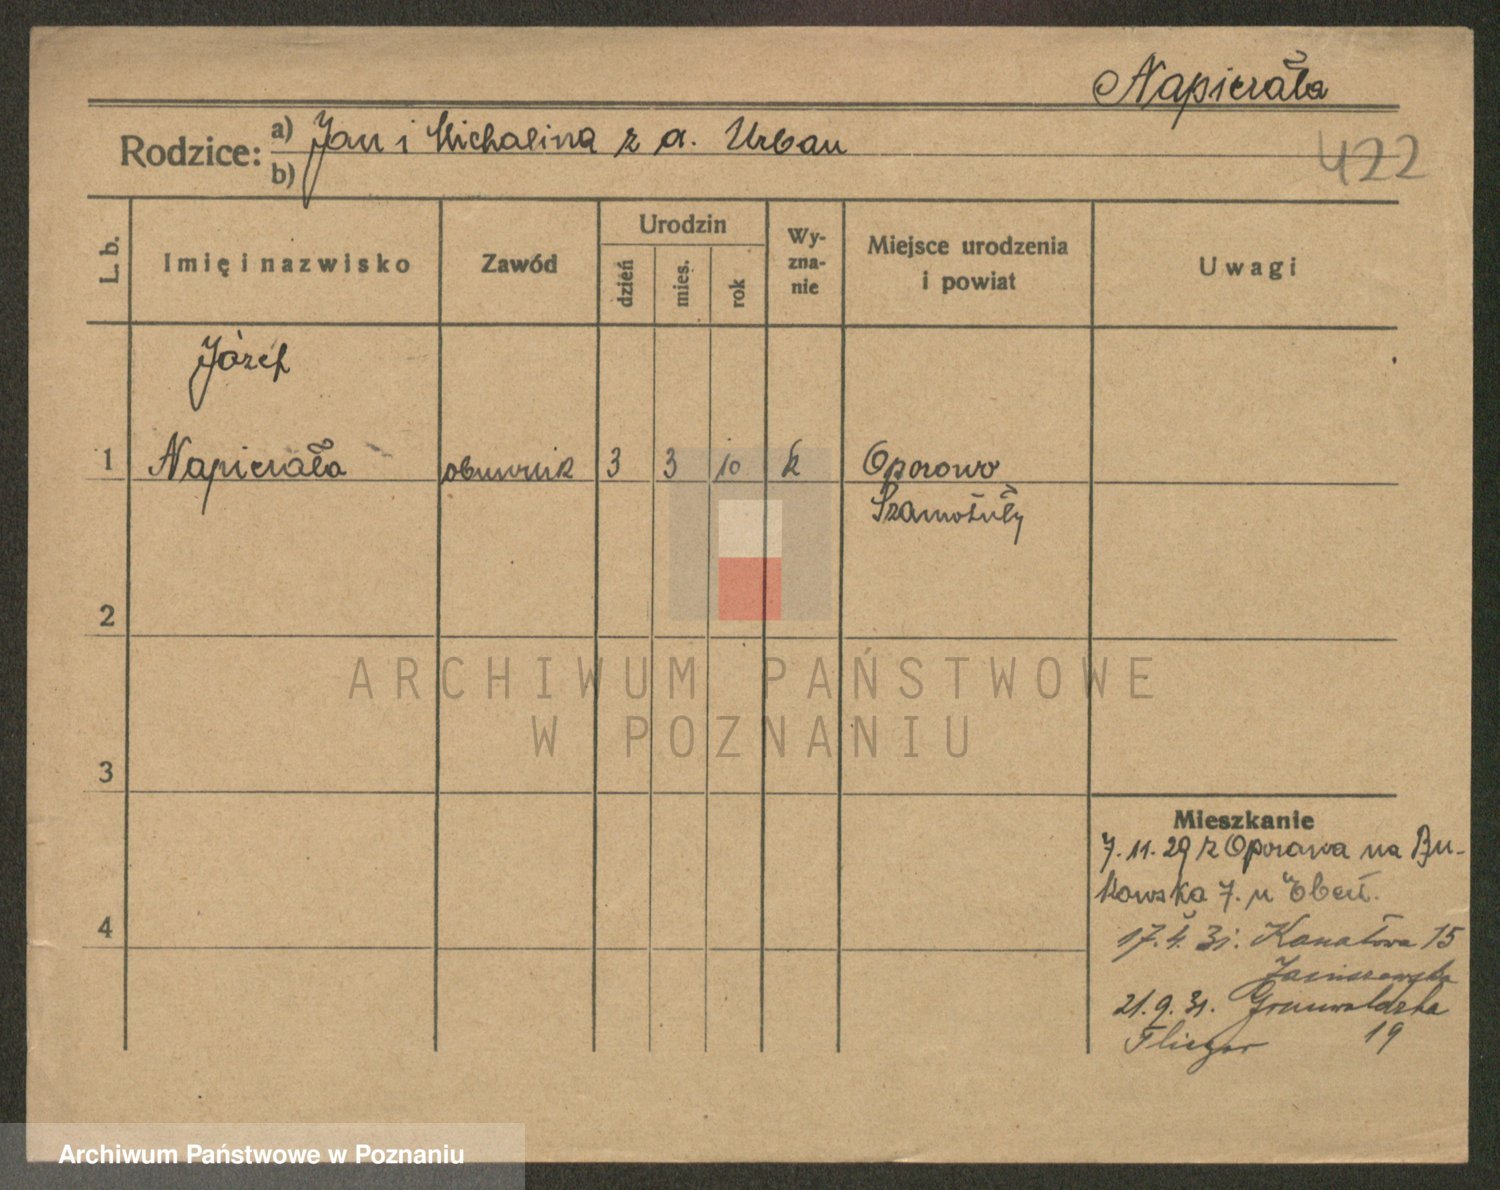 Napierała
Rodzice: a) Jan i Michalina z d. Urban
b)
422
L. b.
Imię i nazwisko
Zawód
Urodzin
dzień
mies.
rok
Wy-
zna-
nie
Miejsce urodzenia
i powiat
Uwagi
Józef
1 Napierała obuwnik 3 3 10 k Oporowo
Szamotuły
2
3
4
Mieszkanie
7.11.29 z Oporowa na Bu-
kowska 7. u
17.4.31. Kanałowa 15
21.9.31. Grunwaldzka
19
ARCHIWUM PAŃSTWOWE
W POZNANIU
Archiwum Państwowe w Poznaniu